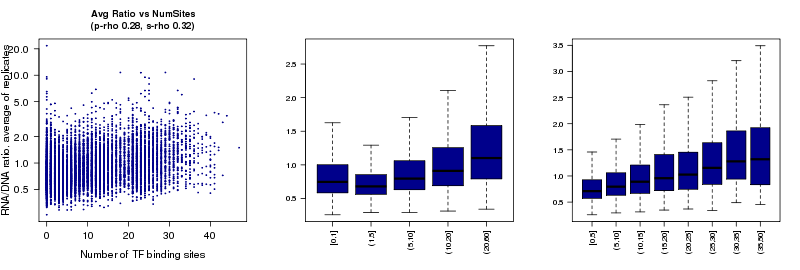 Avg Ratio vs NumSites
(p-rho 0.28, s-rho 0.32)
RNA/DNA ratio, average of replicates
20.0
10.0
5.0
2.0
1.0
0.5
0 10 20 30 40
Number of TF binding sites
2.5
2.0
1.5
1.0
0.5
[0,1] (1,5] (5,10] (10,20] (20,60]
3.5
3.0
2.5
2.0
1.5
1.0
0.5
[0,5] (5,10] (10,15] (15,20] (20,25] (25,30] (30,35] (35,50]